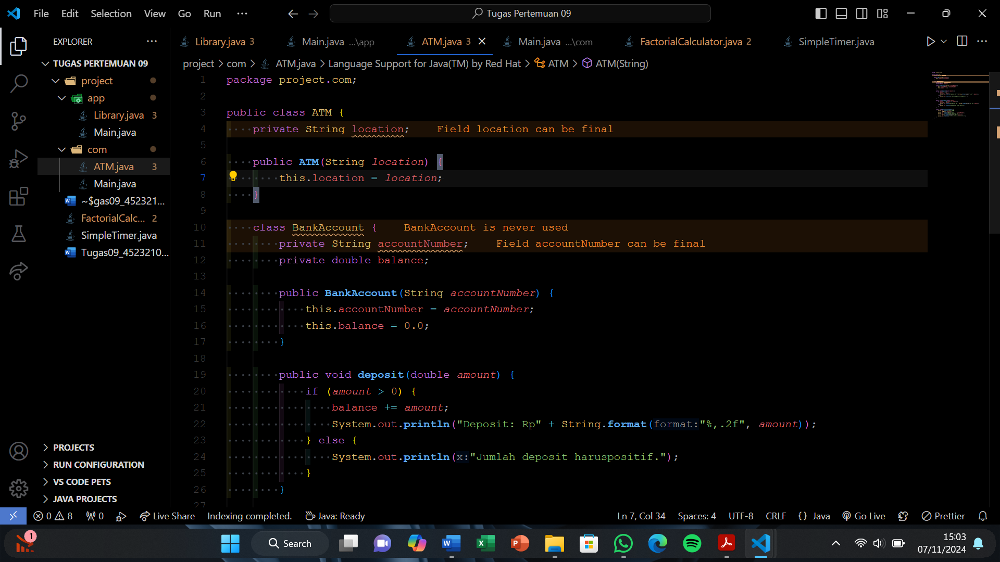 File Edit Selection View Go Run ...
Tugas Pertemuan 09
EXPLORER
TUGAS PERTEMUAN 09
project
app
Library.java 3
Main.java
com
ATM.java 3
Main.java
~$gas09_452321...
FactorialCalc... 2
SimpleTimer.java
Tugas09_4523210...
PROJECTS
RUN CONFIGURATION
VS CODE PETS
JAVA PROJECTS
Library.java 3 Main.java ...\app ATM.java 3 Main.java ...\com FactorialCalculator.java 2 SimpleTimer.java
project > com > ATM.java > Language Support for Java(TM) by Red Hat > ATM > ATM(String)
1 package project.com;
2
3 public class ATM {
4 private String location; Field location can be final
5
6 public ATM(String location) {
7 this.location = location;
8 }
9
10 class BankAccount { BankAccount is never used
11 private String accountNumber; Field accountNumber can be final
12 private double balance;
13
14 public BankAccount(String accountNumber) {
15 this.accountNumber = accountNumber;
16 this.balance = 0.0;
17 }
18
19 public void deposit(double amount) {
20 if (amount > 0) {
21 balance += amount;
22 System.out.println("Deposit: Rp" + String.format(format:"%,.2f", amount));
23 } else {
24 System.out.println(x:"Jumlah deposit haruspositif.");
25 }
26 }
27
0 8 0 Live Share Indexing completed. Java: Ready Ln 7, Col 34 Spaces: 4 UTF-8 CRLF {} Java Go Live Prettier
1 Search 15:03
07/11/2024